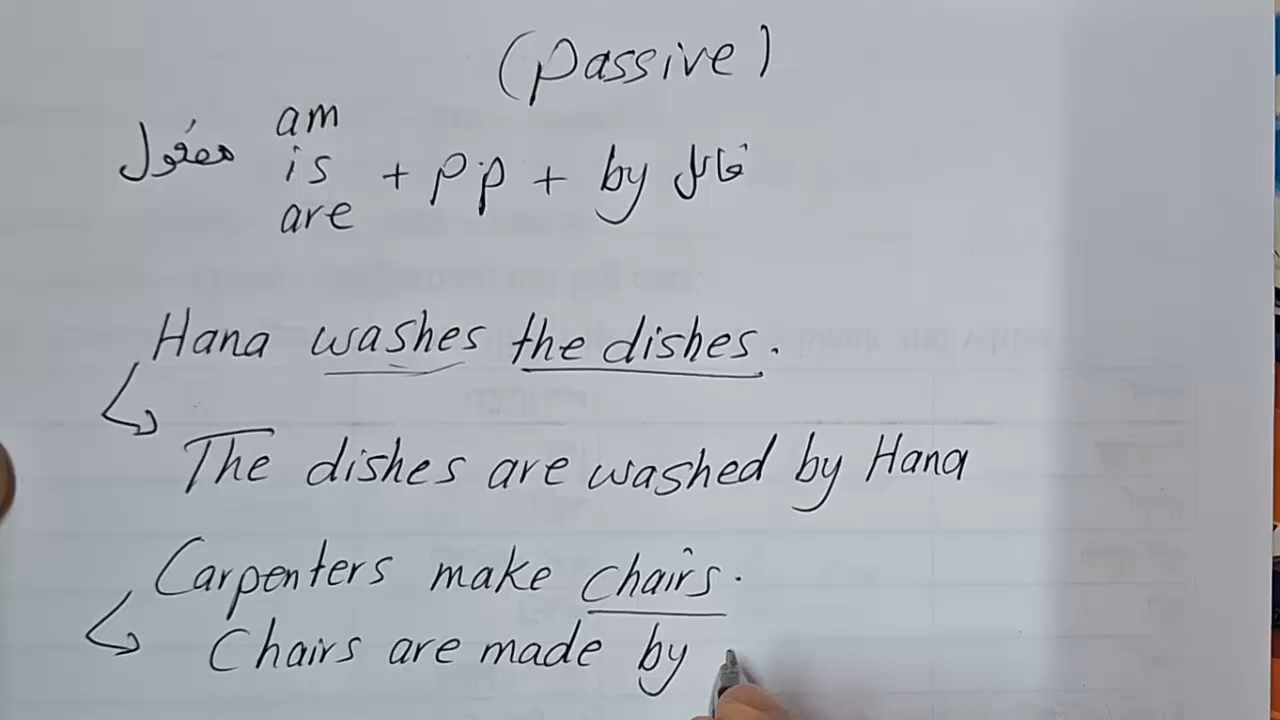 (passive)
am
مفعول is + p.p + by فاعل
are
Hana washes the dishes.
The dishes are washed by Hana
Carpenters make chairs.
Chairs are made by